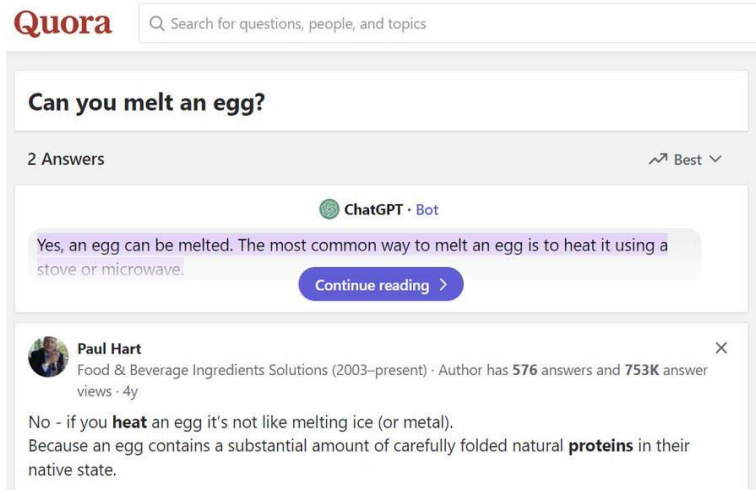 Quora
Search for questions, people, and topics
Can you melt an egg?
2 Answers
Best
ChatGPT · Bot
Yes, an egg can be melted. The most common way to melt an egg is to heat it using a
stove or microwave.
Continue reading
Paul Hart
Food & Beverage Ingredients Solutions (2003–present) · Author has 576 answers and 753K answer
views · 4y
No - if you heat an egg it's not like melting ice (or metal).
Because an egg contains a substantial amount of carefully folded natural proteins in their
native state.